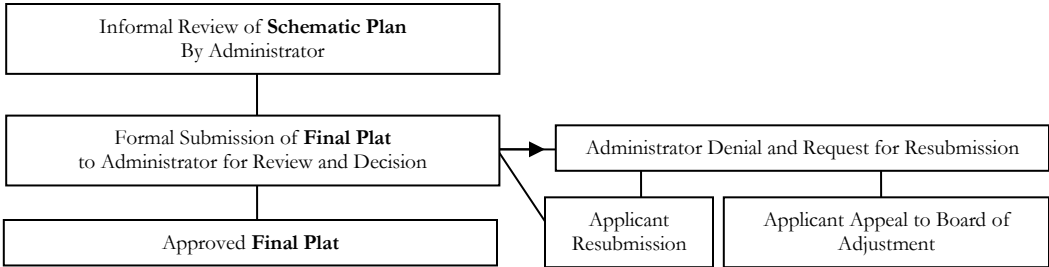 Informal Review of Schematic Plan
By Administrator
Formal Submission of Final Plat
to Administrator for Review and Decision
Administrator Denial and Request for Resubmission
Applicant
Resubmission
Applicant Appeal to Board of
Adjustment
Approved Final Plat